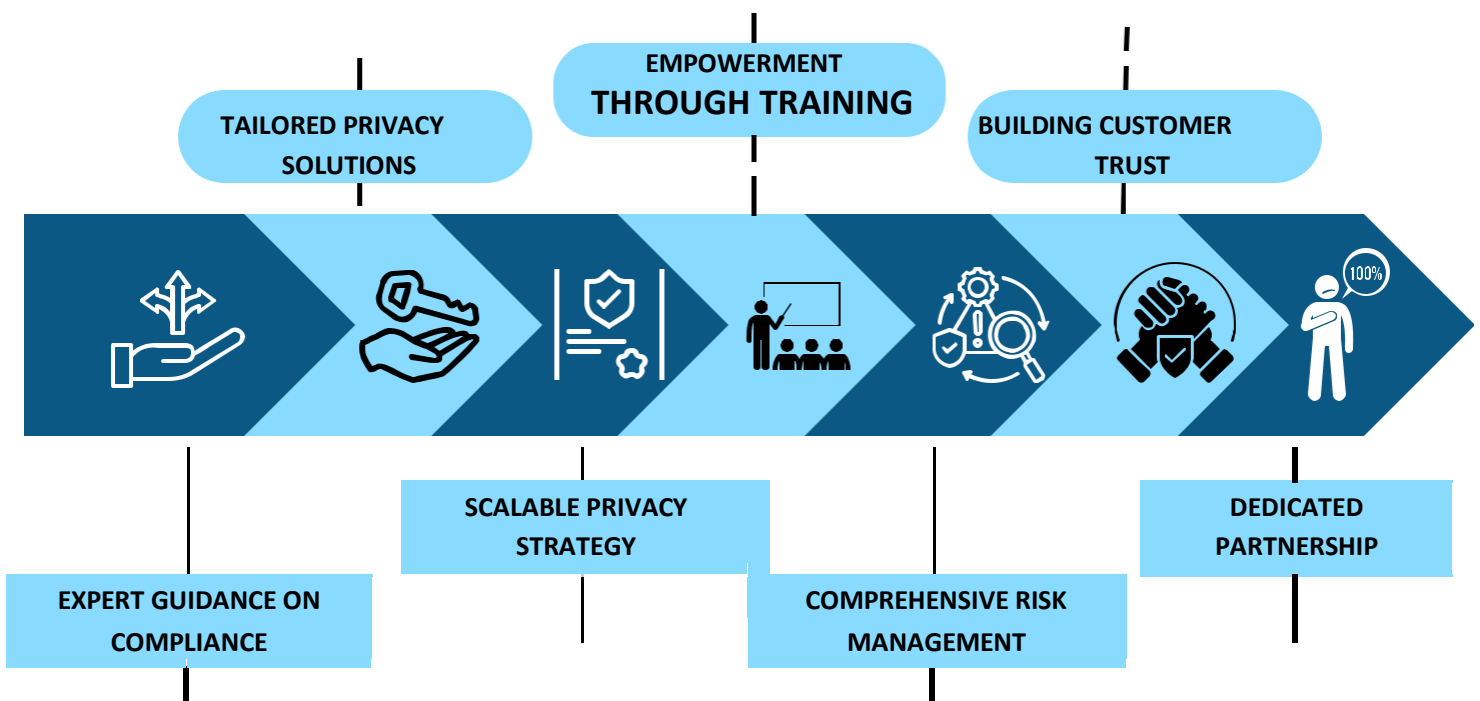 EMPOWERMENT
THROUGH TRAINING
TAILORED PRIVACY
SOLUTIONS
BUILDING CUSTOMER
TRUST
100%
SCALABLE PRIVACY
STRATEGY
DEDICATED
PARTNERSHIP
EXPERT GUIDANCE ON
COMPLIANCE
COMPREHENSIVE RISK
MANAGEMENT